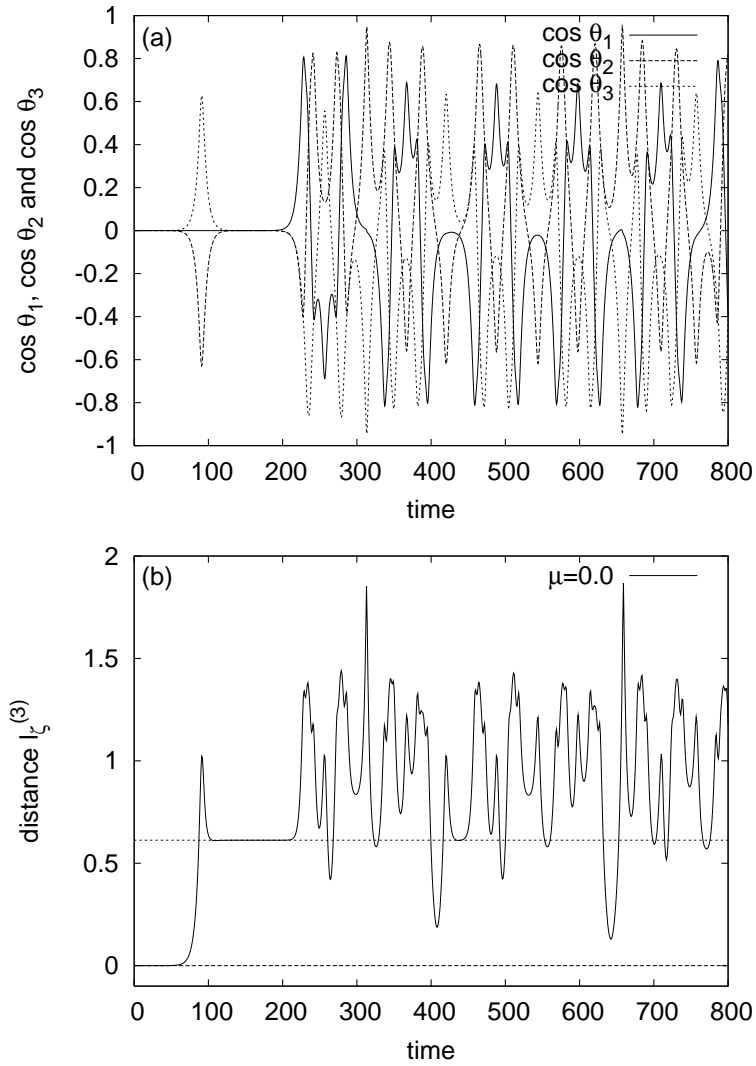 (a)
cos θ1
cos θ2
cos θ3
1
0.8
0.6
0.4
0.2
0
-0.2
-0.4
-0.6
-0.8
-1
cos θ1, cos θ2 and cos θ3
0 100 200 300 400 500 600 700 800
time
(b)
μ=0.0
2
1.5
1
0.5
0
distance lζ(3)
0 100 200 300 400 500 600 700 800
time